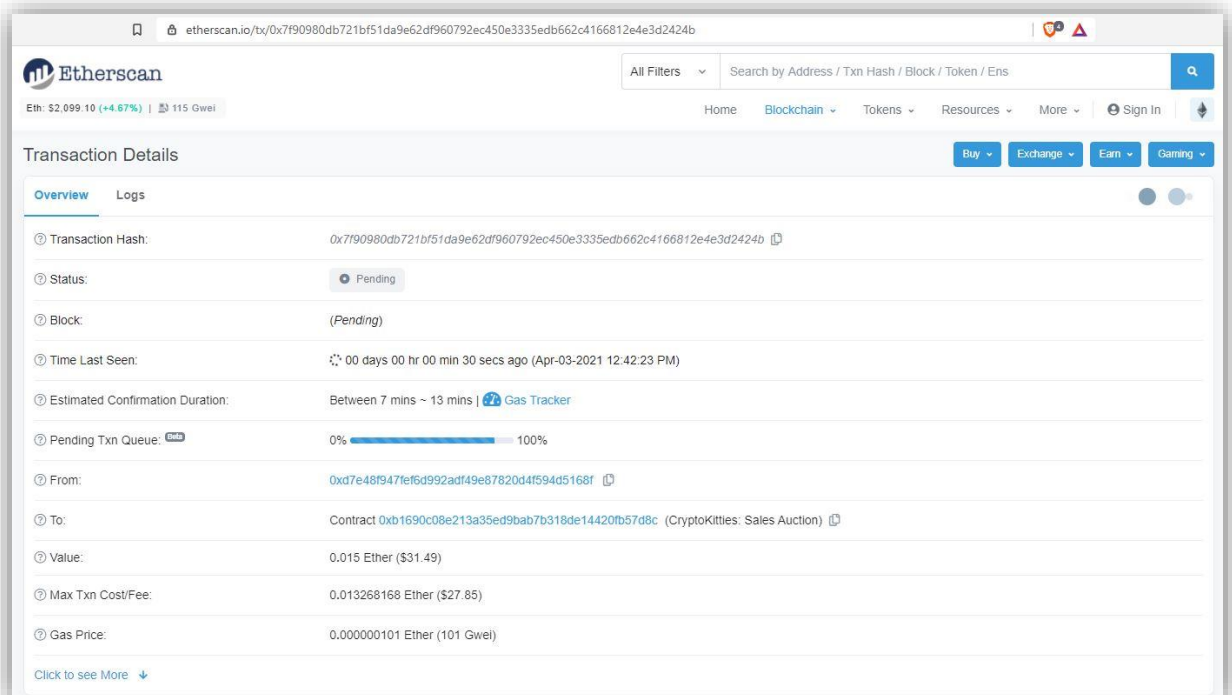 etherscan.io/tx/0x7f90980db721bf51da9e62df960792ec450e3335edb662c4166812e4e3d2424b
Etherscan
All Filters Search by Address / Txn Hash / Block / Token / Ens
Eth: $2,099.10 (+4.67%) | 115 Gwei
Home Blockchain Tokens Resources More Sign In
Transaction Details
Buy Exchange Earn Gaming
Overview Logs
Transaction Hash: 0x7f90980db721bf51da9e62df960792ec450e3335edb662c4166812e4e3d2424b
Status: Pending
Block: (Pending)
Time Last Seen: 00 days 00 hr 00 min 30 secs ago (Apr-03-2021 12:42:23 PM)
Estimated Confirmation Duration: Between 7 mins ~ 13 mins | Gas Tracker
Pending Txn Queue: Beta 0% 100%
From: 0xd7e48f947fef6d992adf49e87820d4f594d5168f
To: Contract 0xb1690c08e213a35ed9bab7b318de14420fb57d8c (CryptoKitties: Sales Auction)
Value: 0.015 Ether ($31.49)
Max Txn Cost/Fee: 0.013268168 Ether ($27.85)
Gas Price: 0.000000101 Ether (101 Gwei)
Click to see More